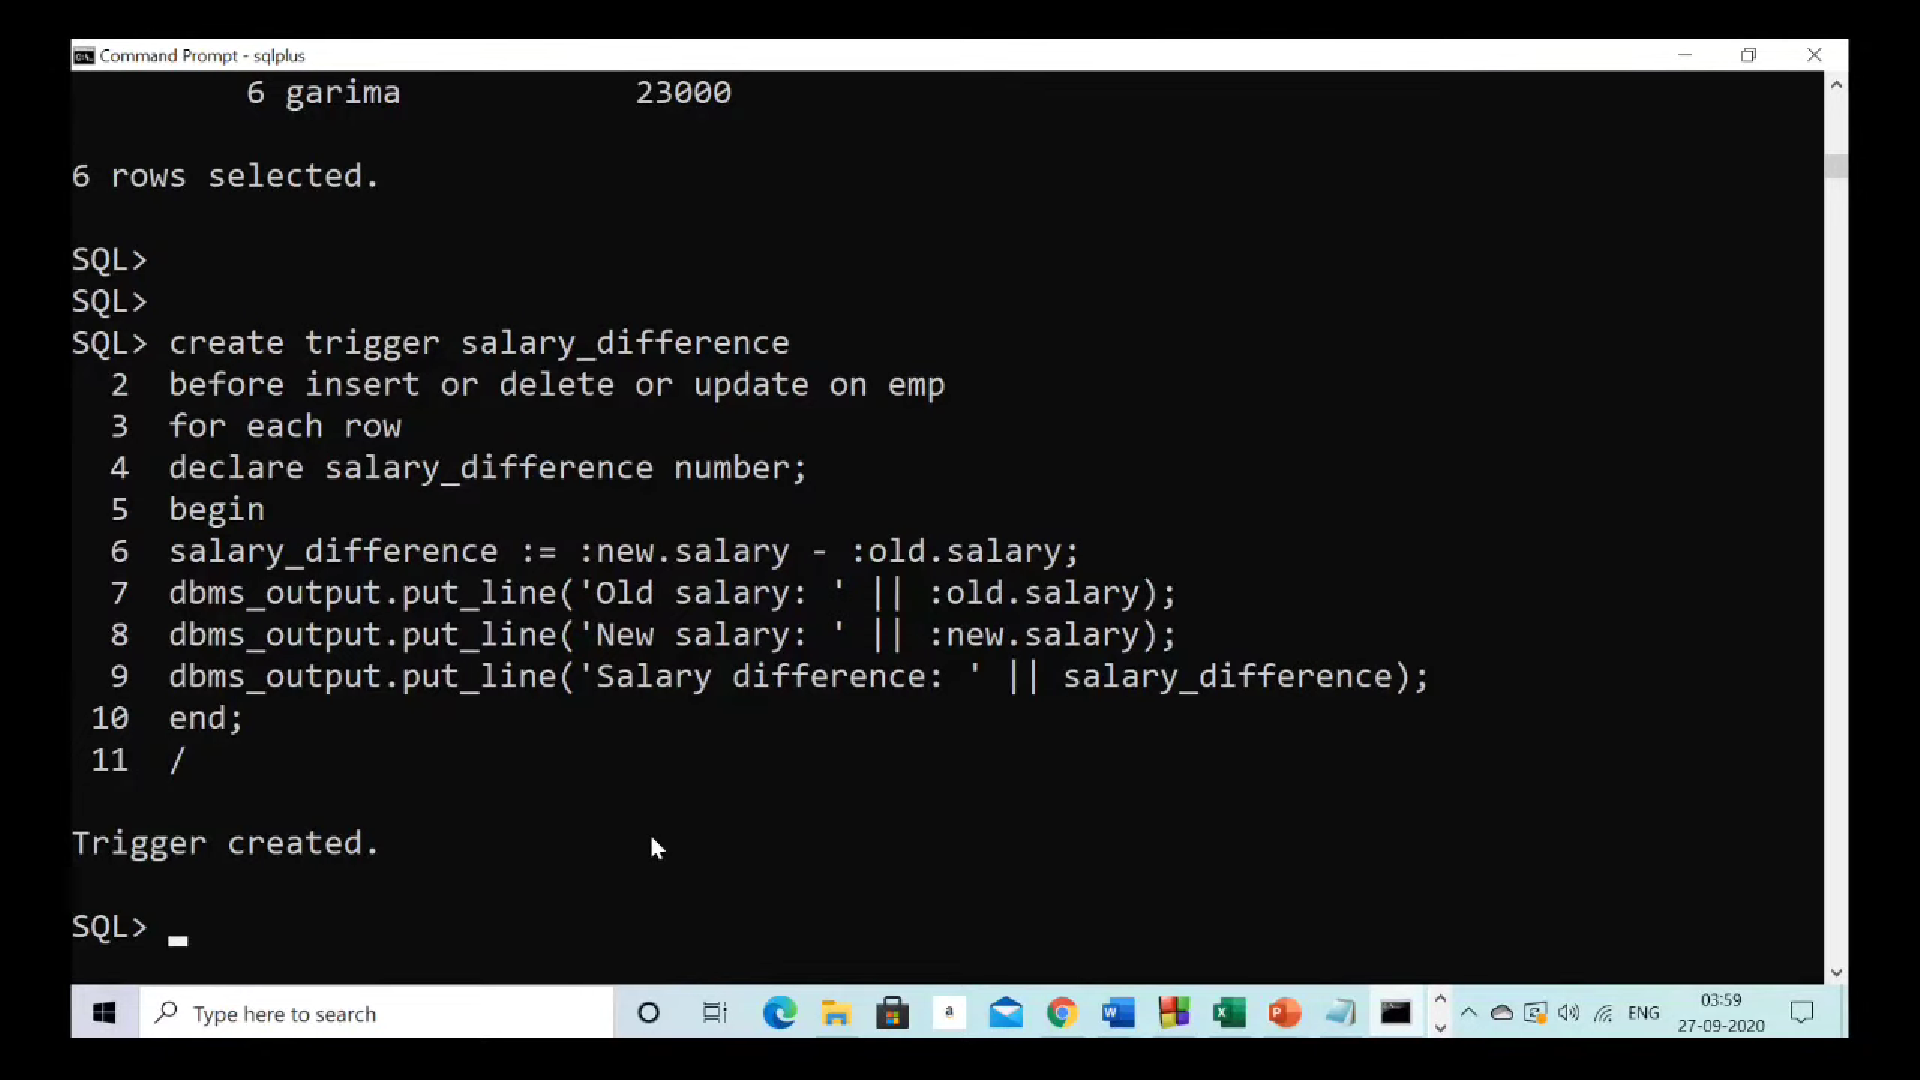 Command Prompt - sqlplus
6 garima 23000
6 rows selected.
SQL>
SQL>
SQL> create trigger salary_difference
2 before insert or delete or update on emp
3 for each row
4 declare salary_difference number;
5 begin
6 salary_difference := :new.salary - :old.salary;
7 dbms_output.put_line('Old salary: ' || :old.salary);
8 dbms_output.put_line('New salary: ' || :new.salary);
9 dbms_output.put_line('Salary difference: ' || salary_difference);
10 end;
11 /
Trigger created.
SQL>
Type here to search
a
ENG
03:59
27-09-2020